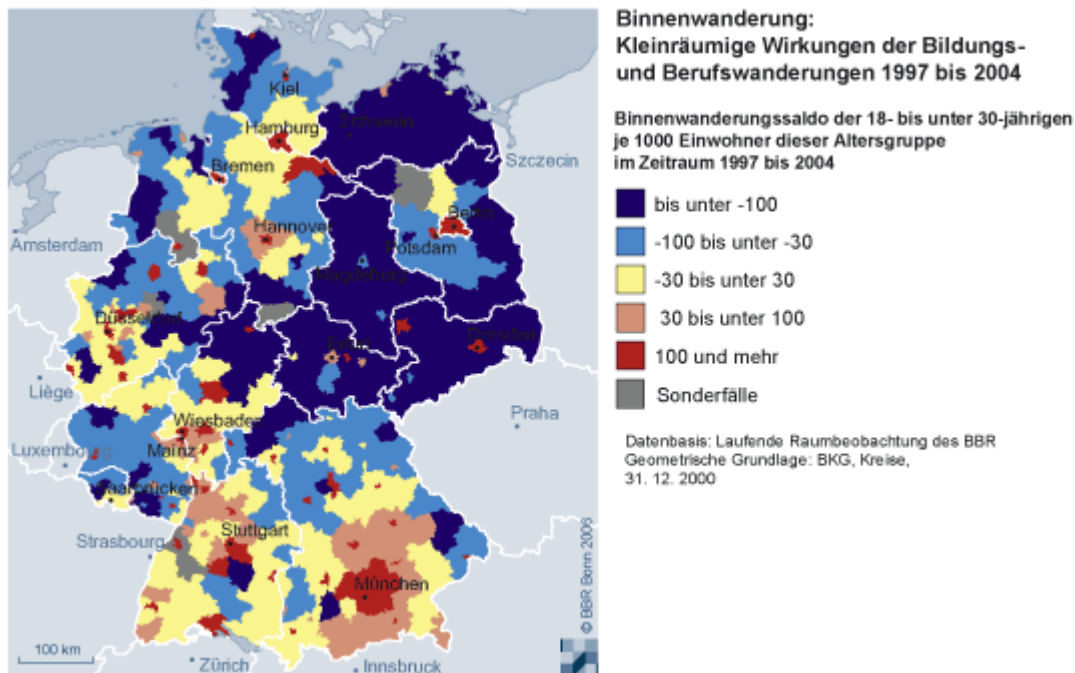 Binnenwanderung:
Kleinräumige Wirkungen der Bildungs-
und Berufswanderungen 1997 bis 2004
Binnenwanderungssaldo der 18- bis unter 30-jährigen
je 1000 Einwohner dieser Altersgruppe
im Zeitraum 1997 bis 2004
bis unter -100
-100 bis unter -30
-30 bis unter 30
30 bis unter 100
100 und mehr
Sonderfälle
Datenbasis: Laufende Raumbeobachtung des BBR
Geometrische Grundlage: BKG, Kreise,
31. 12. 2000
Kiel
Hamburg
Schwerin
Szczecin
Bremen
Berlin
Amsterdam
Hannover
Potsdam
Magdeburg
Düsseldorf
Dresden
Erfurt
Liège
Praha
Wiesbaden
Luxembourg
Mainz
Saarbrücken
Strasbourg
Stuttgart
München
Zürich
Innsbruck
100 km
© BBR Bonn 2006